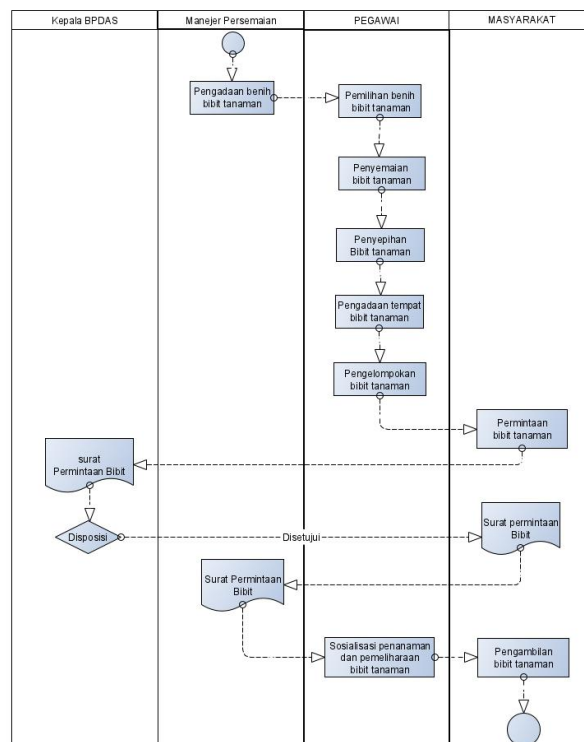 Kepala BPDAS
Manejer Persemaian
PEGAWAI
MASYARAKAT
Pengadaan benih
bibit tanaman
Pemilihan benih
bibit tanaman
Penyemaian
bibit tanaman
Penyepihan
Bibit tanaman
Pengadaan tempat
bibit tanaman
Pengelompokan
bibit tanaman
Permintaan
bibit tanaman
surat
Permintaan Bibit
Disposisi
Disetujui
Surat permintaan
Bibit
Surat Permintaan
Bibit
Sosialisasi penanaman
dan pemeliharaan
bibit tanaman
Pengambilan
bibit tanaman